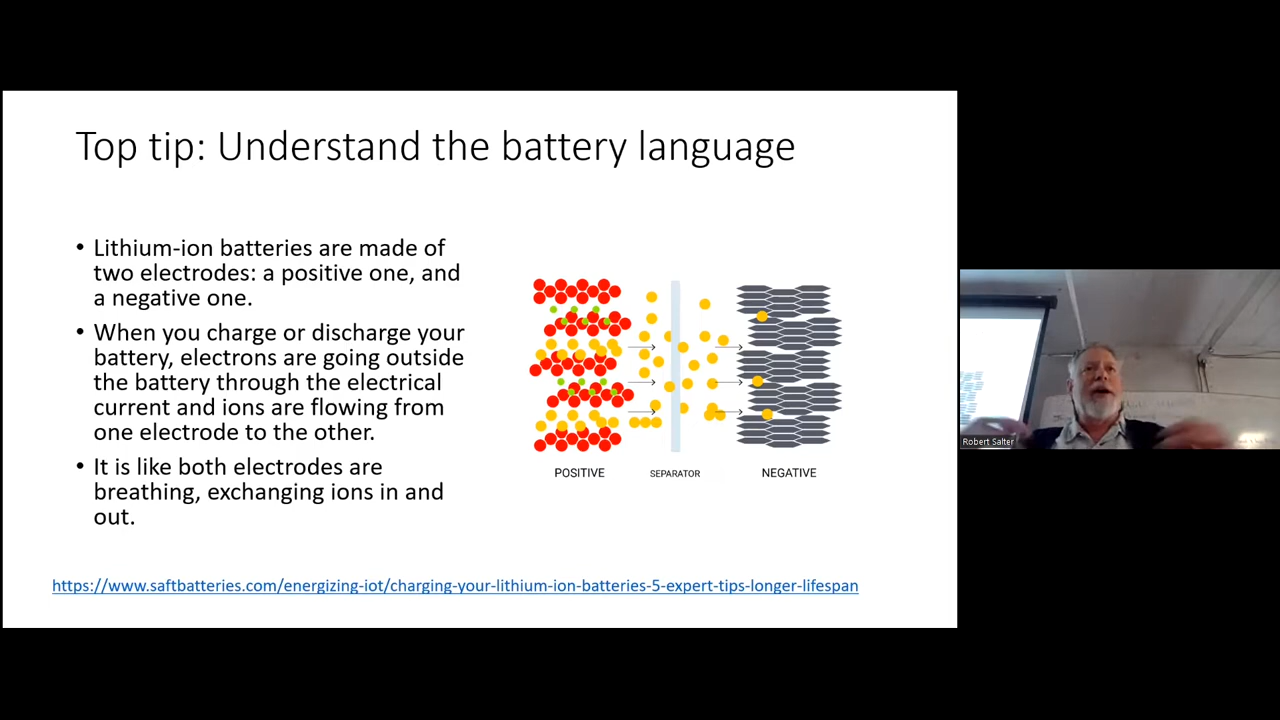 Top tip: Understand the battery language
• Lithium-ion batteries are made of
two electrodes: a positive one, and
a negative one.
• When you charge or discharge your
battery, electrons are going outside
the battery through the electrical
current and ions are flowing from
one electrode to the other.
• It is like both electrodes are
breathing, exchanging ions in and
out.
POSITIVE
SEPARATOR
NEGATIVE
https://www.saftbatteries.com/energizing-iot/charging-your-lithium-ion-batteries-5-expert-tips-longer-lifespan
Robert Salter